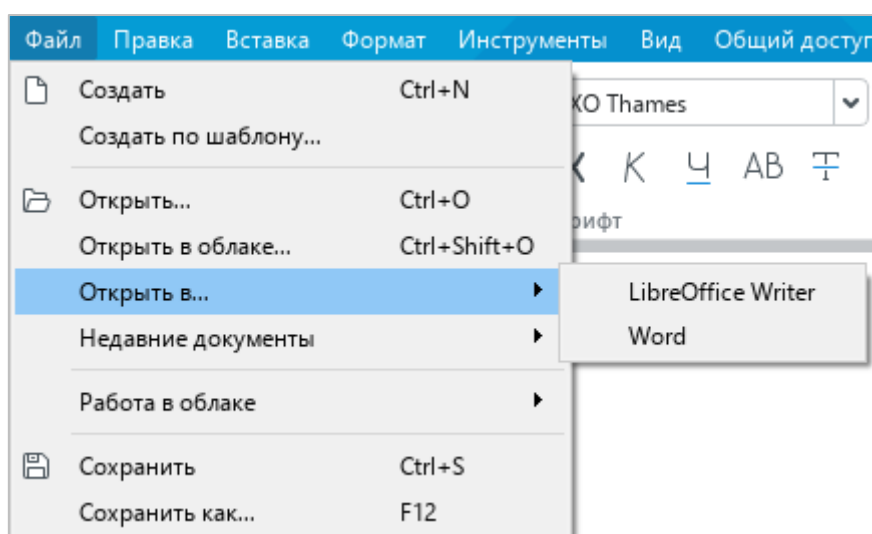 Файл Правка Вставка Формат Инструменты Вид Общий доступ
Создать Ctrl+N
XO Thames
Создать по шаблону...
К Ч АВ Т
Открыть... Ctrl+O
рифт
Открыть в облаке... Ctrl+Shift+O
Открыть в...
LibreOffice Writer
Недавние документы
Word
Работа в облаке
Сохранить Ctrl+S
Сохранить как... F12